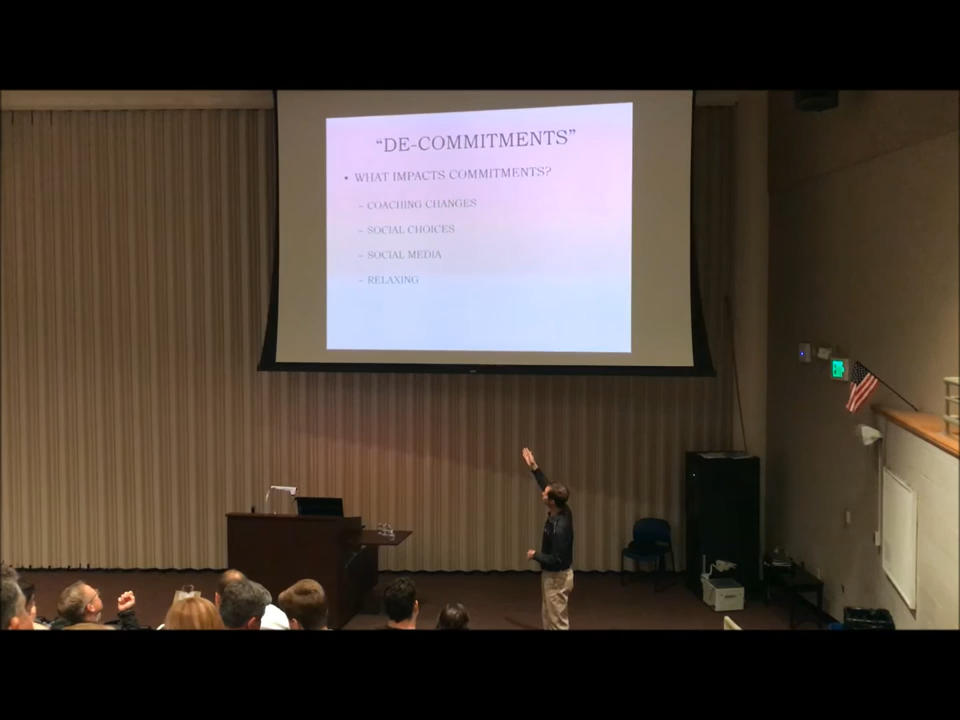 “DE-COMMITMENTS”
• WHAT IMPACTS COMMITMENTS?
– COACHING CHANGES
– SOCIAL CHOICES
– SOCIAL MEDIA
– RELAXING